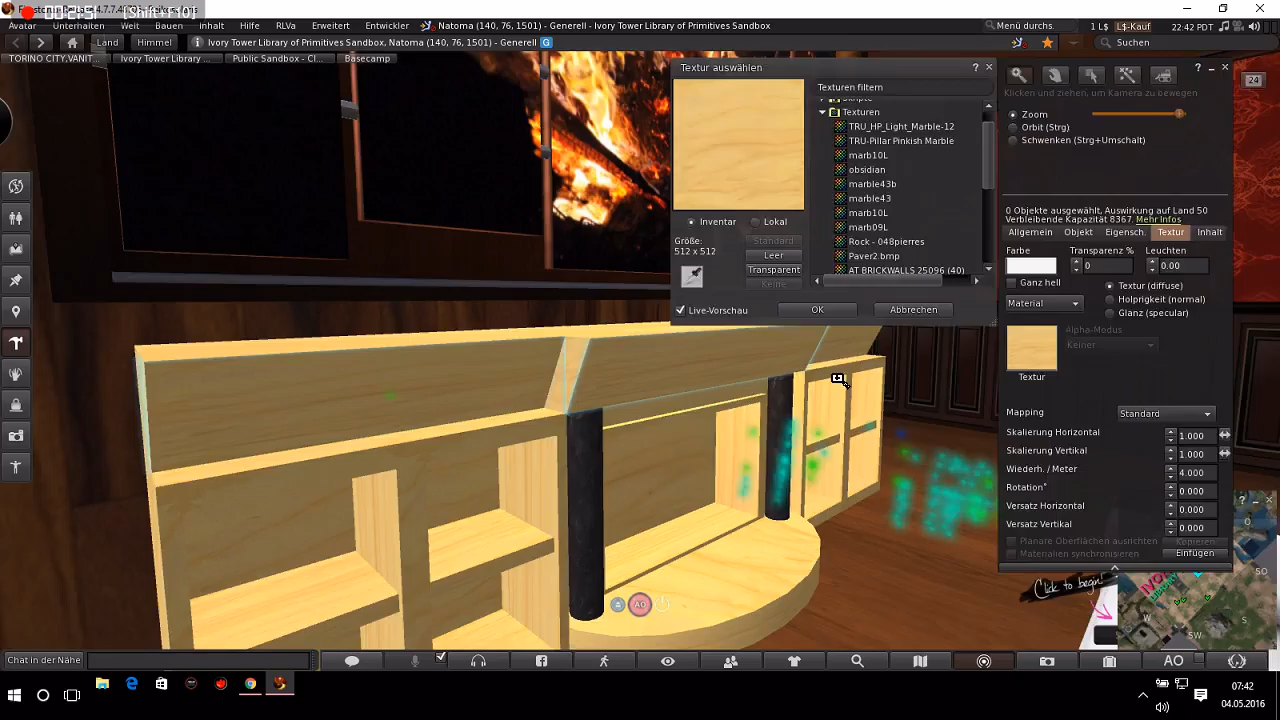 [Shift+F10]
Avatar Unterhalten Welt Bauen Inhalt Hilfe RLVa Erweitert Entwickler Natoma (140, 76, 1501) - Generell Ivory Tower Library of Primitives Sandbox Menü durchs. 1 L$ L$-Kauf 22:42 PDT
Land Himmel Ivory Tower Library of Primitives Sandbox, Natoma (140, 76, 1501) - Generell G Suchen
TORINO CITY,VANIT... Ivory Tower Library ... Public Sandbox - Cl... Basecamp
Textur auswählen
Texturen filtern
Texturen
TRU_HP_Light_Marble-12
TRU-Pillar Pinkish Marble
marb10L
obsidian
marble43b
marble43
marb10L
marb09L
Rock - 048pierres
Paver2.bmp
AT BRICKWALLS 25096 (40)
Inventar Lokal
Größe:
512 x 512
Standard
Leer
Transparent
Keine
Live-Vorschau OK Abbrechen
24
Klicken und ziehen, um Kamera zu bewegen
Zoom
Orbit (Strg)
Schwenken (Strg+Umschalt)
0 Objekte ausgewählt, Auswirkung auf Land 50
Verbleibende Kapazität 8367. Mehr Infos
Allgemein Objekt Eigensch. Textur Inhalt
Farbe Transparenz % Leuchten
0 0.00
Ganz hell
Textur (diffuse)
Holprigkeit (normal)
Glanz (specular)
Material
Alpha-Modus
Keiner
Textur
Mapping Standard
Skalierung Horizontal 1.000
Skalierung Vertikal 1.000
Wiederh. / Meter 4.000
Rotation° 0.000
Versatz Horizontal 0.000
Versatz Vertikal 0.000
Planare Oberflächen ausrichten Kopieren
Materialien synchronisieren Einfügen
Click to begin
O
SO
S
SW
W
AO
Chat in der Nähe
AO
07:42
04.05.2016